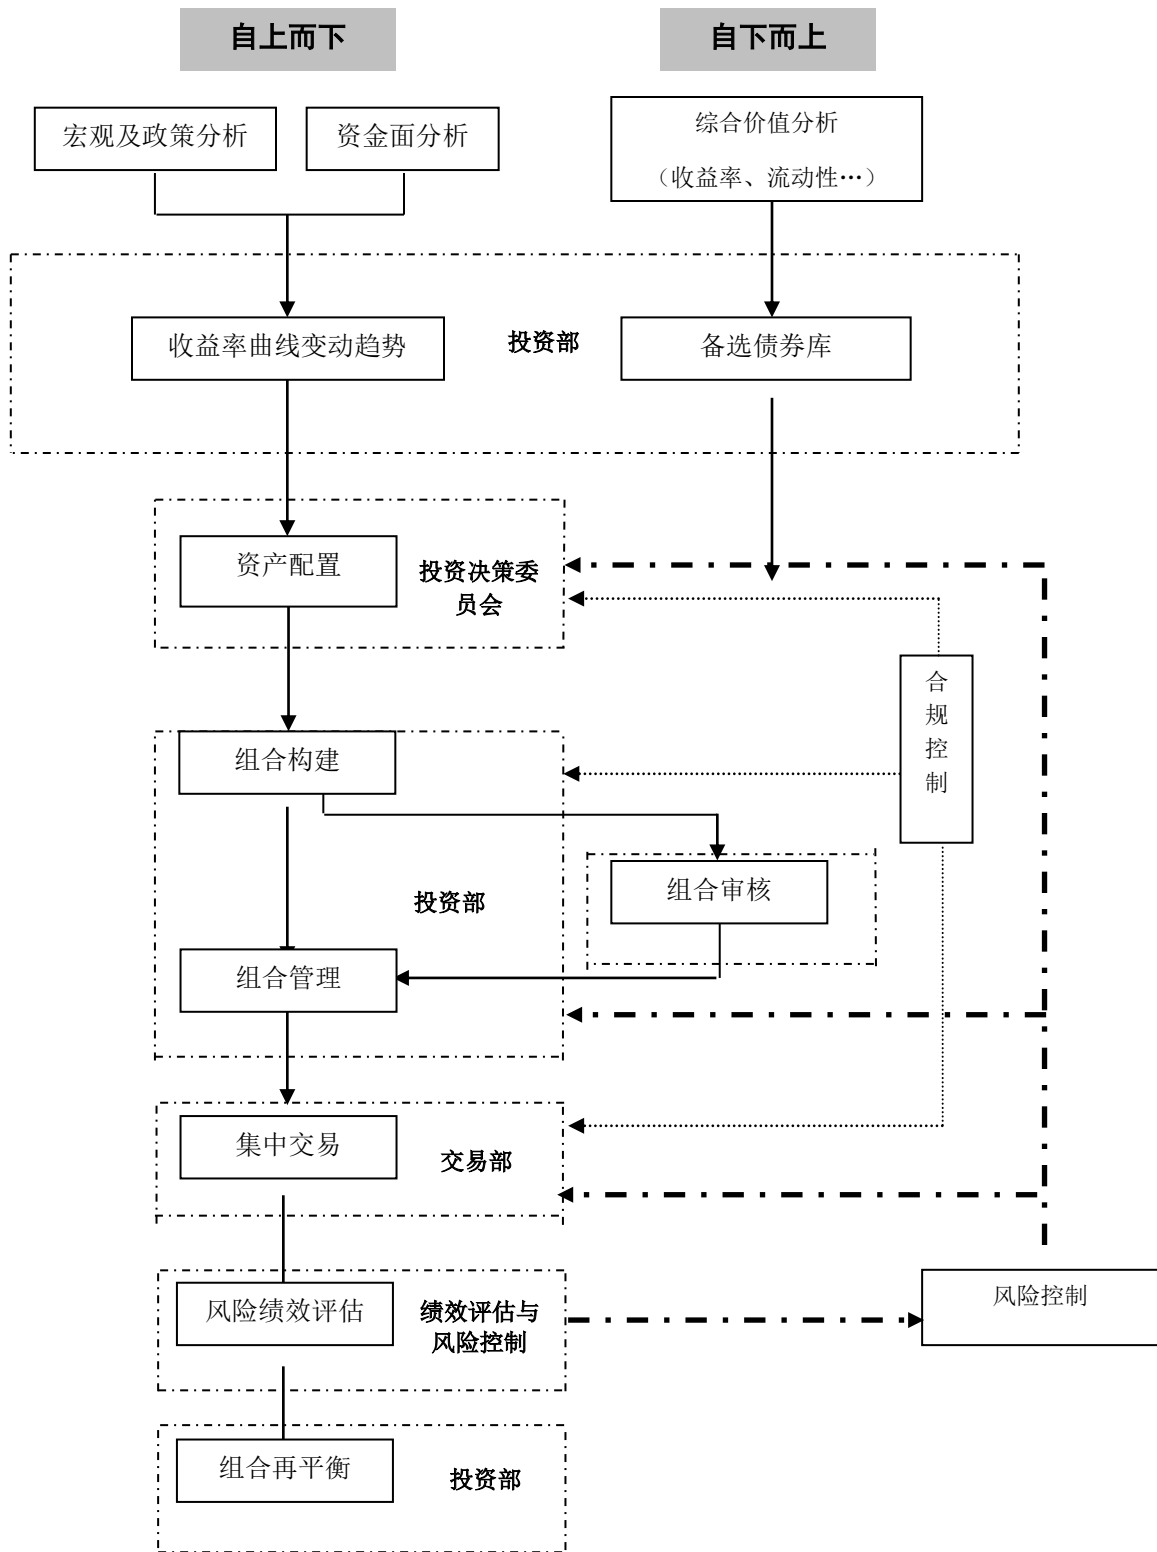 自上而下
自下而上
宏观及政策分析
资金面分析
综合价值分析
（收益率、流动性…）
收益率曲线变动趋势
投资部
备选债券库
资产配置
投资决策委
员会
合
规
控
制
组合构建
组合审核
投资部
组合管理
集中交易
交易部
风险绩效评估
绩效评估与
风险控制
风险控制
组合再平衡
投资部